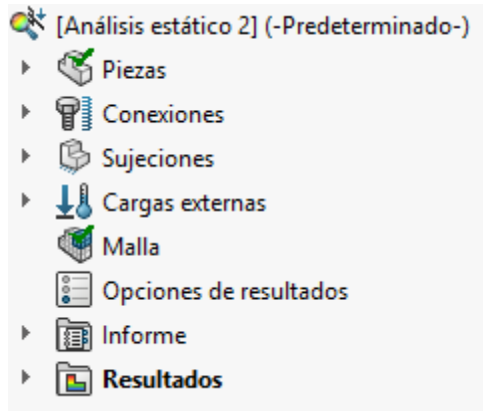 [Análisis estático 2] (-Predeterminado-)
Piezas
Conexiones
Sujeciones
Cargas externas
Malla
Opciones de resultados
Informe
Resultados